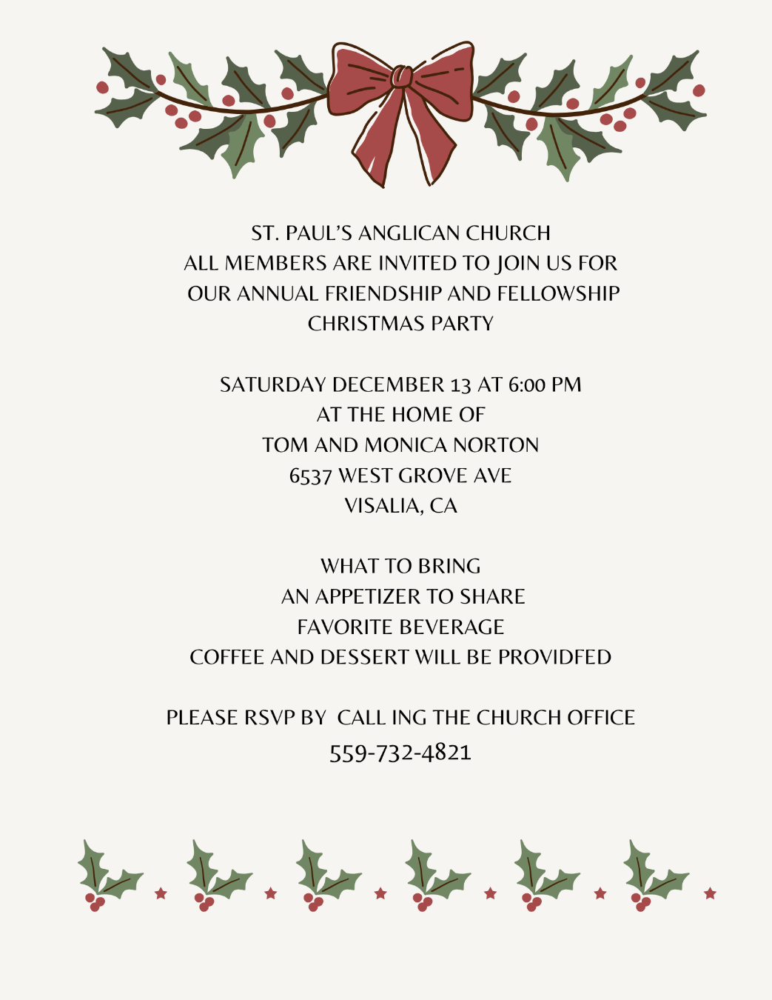 ST. PAUL’S ANGLICAN CHURCH
ALL MEMBERS ARE INVITED TO JOIN US FOR
OUR ANNUAL FRIENDSHIP AND FELLOWSHIP
CHRISTMAS PARTY
SATURDAY DECEMBER 13 AT 6:00 PM
AT THE HOME OF
TOM AND MONICA NORTON
6537 WEST GROVE AVE
VISALIA, CA
WHAT TO BRING
AN APPETIZER TO SHARE
FAVORITE BEVERAGE
COFFEE AND DESSERT WILL BE PROVIDFED
PLEASE RSVP BY  CALL ING THE CHURCH OFFICE
559-732-4821